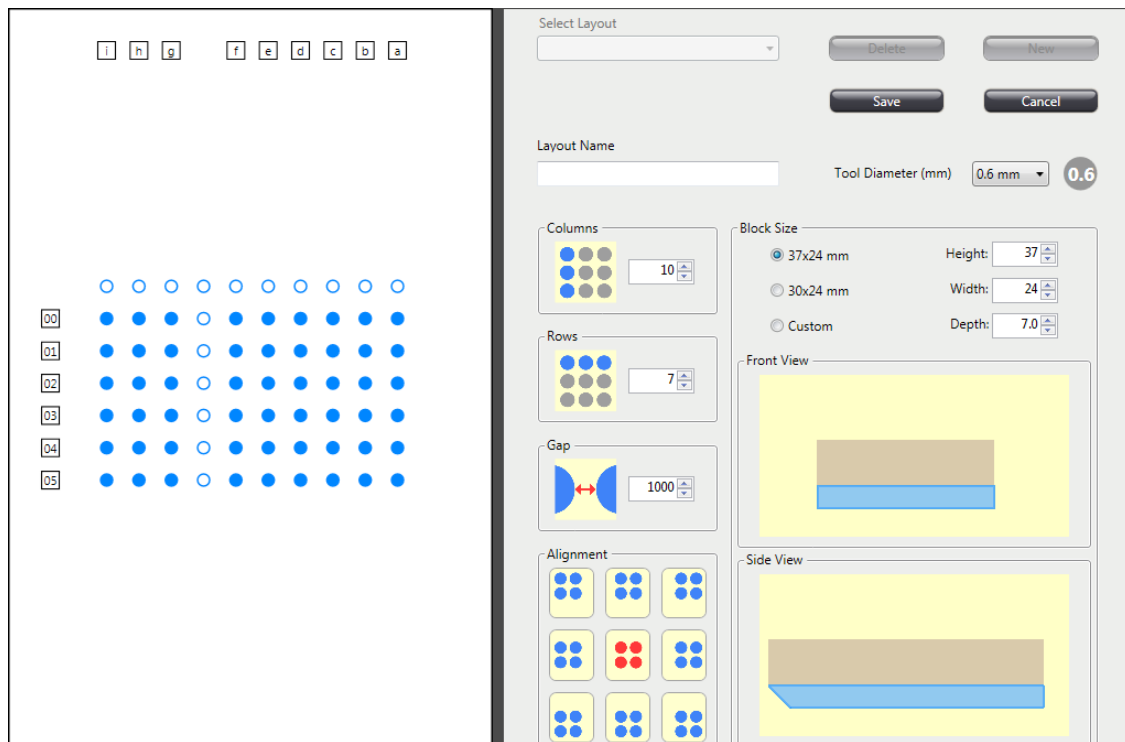 i h g f e d c b a
00
01
02
03
04
05
Select Layout
Delete New
Save Cancel
Layout Name
Tool Diameter (mm) 0.6 mm 0.6
Columns
10
Rows
7
Gap
1000
Alignment
Block Size
37x24 mm Height: 37
30x24 mm Width: 24
Custom Depth: 7.0
Front View
Side View